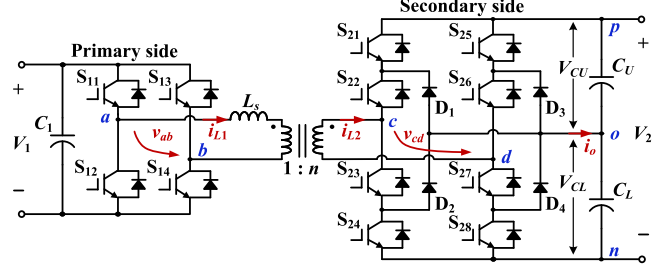 Primary side
Secondary side
S11
S13
S12
S14
+
V1
−
C1
a
b
vab
iL1
Ls
1 : n
iL2
S21
S25
S22
S26
D1
D3
c
vcd
d
S23
S27
S24
S28
D2
D4
p
VCU
CU
+
o
io
V2
VCL
CL
−
n